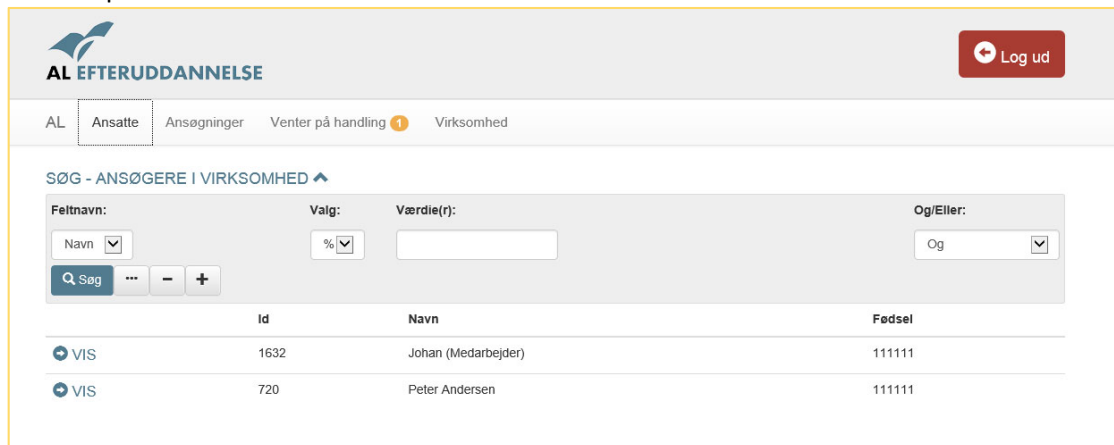 AL EFTERUDDANNELSE
Log ud
AL Ansatte Ansøgninger Venter på handling 1 Virksomhed
SØG - ANSØGERE I VIRKSOMHED
Feltnavn: Valg: Værdie(r): Og/Eller:
Navn % Og
Søg ... - +
Id Navn Fødsel
VIS 1632 Johan (Medarbejder) 111111
VIS 720 Peter Andersen 111111